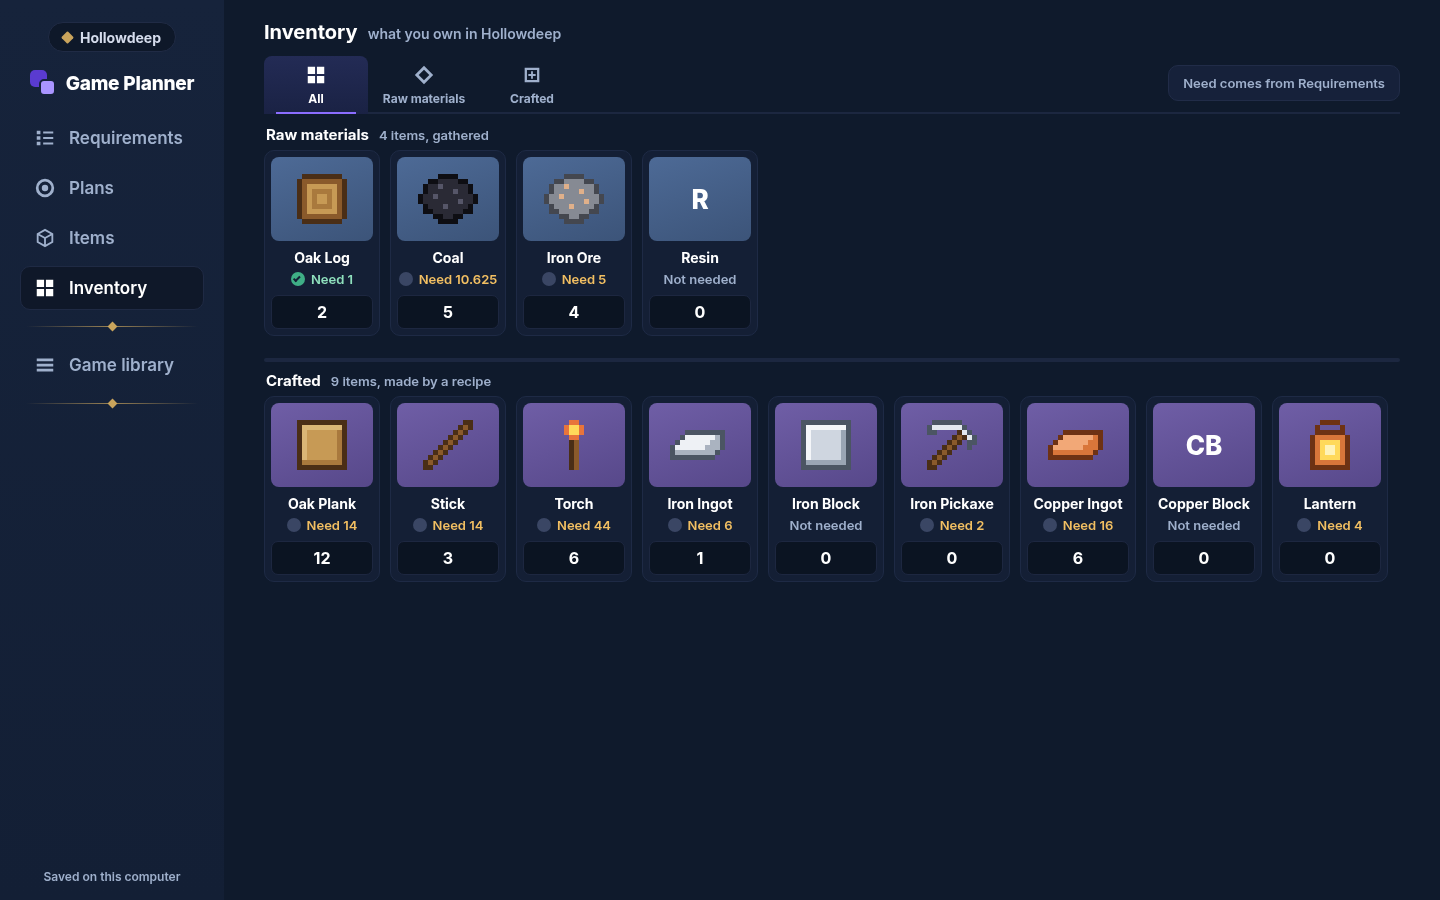 Hollowdeep
Game Planner
Requirements
Plans
Items
Inventory
Game library
Saved on this computer
Inventory what you own in Hollowdeep
All
Raw materials
Crafted
Need comes from Requirements
Raw materials 4 items, gathered
R
Oak Log Coal Iron Ore Resin
Need 1 Need 10.625 Need 5 Not needed
2 5 4 0
Crafted 9 items, made by a recipe
CB
Oak Plank Stick Torch Iron Ingot Iron Block Iron Pickaxe Copper Ingot Copper Block Lantern
Need 14 Need 14 Need 44 Need 6 Not needed Need 2 Need 16 Not needed Need 4
12 3 6 1 0 0 6 0 0